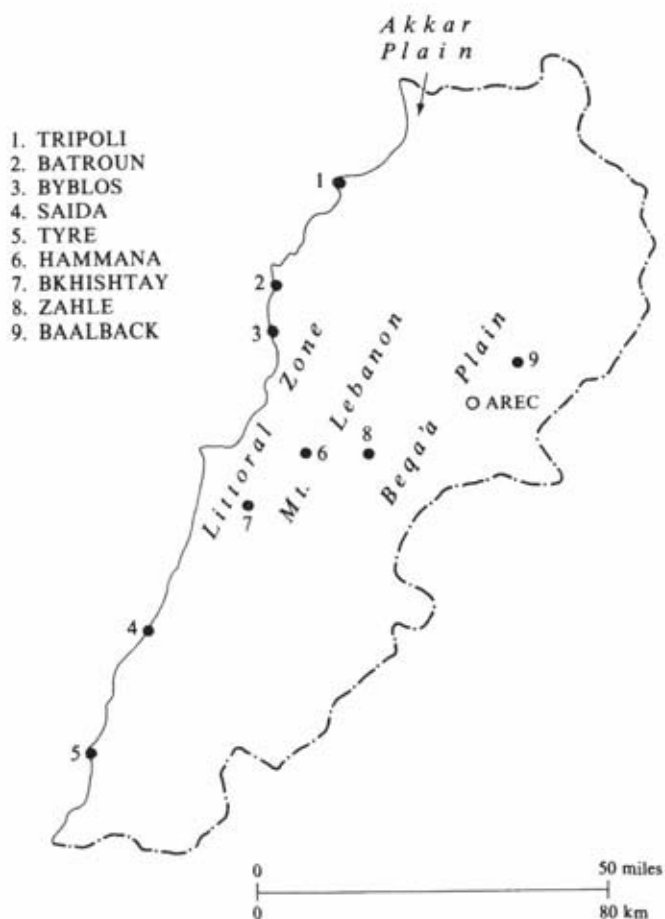 Akkar
Plain
1. TRIPOLI
2. BATROUN
3. BYBLOS
4. SAIDA
5. TYRE
6. HAMMANA
7. BKHISHTAY
8. ZAHLE
9. BAALBACK
1
2
3
Littoral Zone
Mt. Lebanon
Beqa'a Plain
9
AREC
8
6
7
4
5
0 50 miles
0 80 km